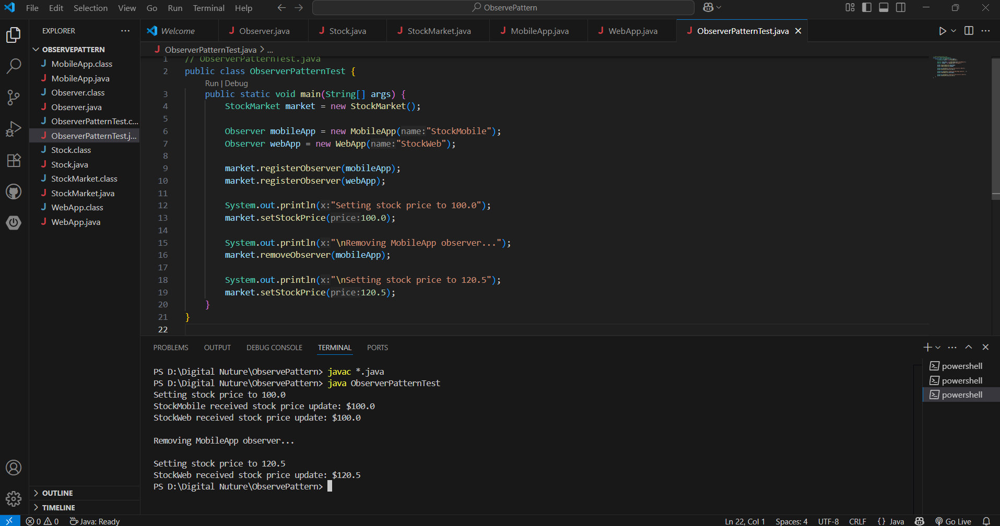 File Edit Selection View Go Run Terminal Help
ObservePattern
EXPLORER
Welcome
Observer.java
Stock.java
StockMarket.java
MobileApp.java
WebApp.java
ObserverPatternTest.java
OBSERVEPATTERN
MobileApp.class
MobileApp.java
Observer.class
Observer.java
ObserverPatternTest.c...
ObserverPatternTest.j...
Stock.class
Stock.java
StockMarket.class
StockMarket.java
WebApp.class
WebApp.java
OUTLINE
TIMELINE
ObserverPatternTest.java > ...
1 // ObserverPatternTest.java
2 public class ObserverPatternTest {
Run | Debug
3 public static void main(String[] args) {
4 StockMarket market = new StockMarket();
5
6 Observer mobileApp = new MobileApp(name:"StockMobile");
7 Observer webApp = new WebApp(name:"StockWeb");
8
9 market.registerObserver(mobileApp);
10 market.registerObserver(webApp);
11
12 System.out.println(x:"Setting stock price to 100.0");
13 market.setStockPrice(price:100.0);
14
15 System.out.println(x:"\nRemoving MobileApp observer...");
16 market.removeObserver(mobileApp);
17
18 System.out.println(x:"\nSetting stock price to 120.5");
19 market.setStockPrice(price:120.5);
20 }
21 }
22
PROBLEMS OUTPUT DEBUG CONSOLE TERMINAL PORTS
PS D:\Digital Nuture\ObservePattern> javac *.java
PS D:\Digital Nuture\ObservePattern> java ObserverPatternTest
Setting stock price to 100.0
StockMobile received stock price update: $100.0
StockWeb received stock price update: $100.0
Removing MobileApp observer...
Setting stock price to 120.5
StockWeb received stock price update: $120.5
PS D:\Digital Nuture\ObservePattern>
powershell
powershell
powershell
0 0 Java: Ready
Ln 22, Col 1 Spaces: 4 UTF-8 CRLF {} Java Go Live